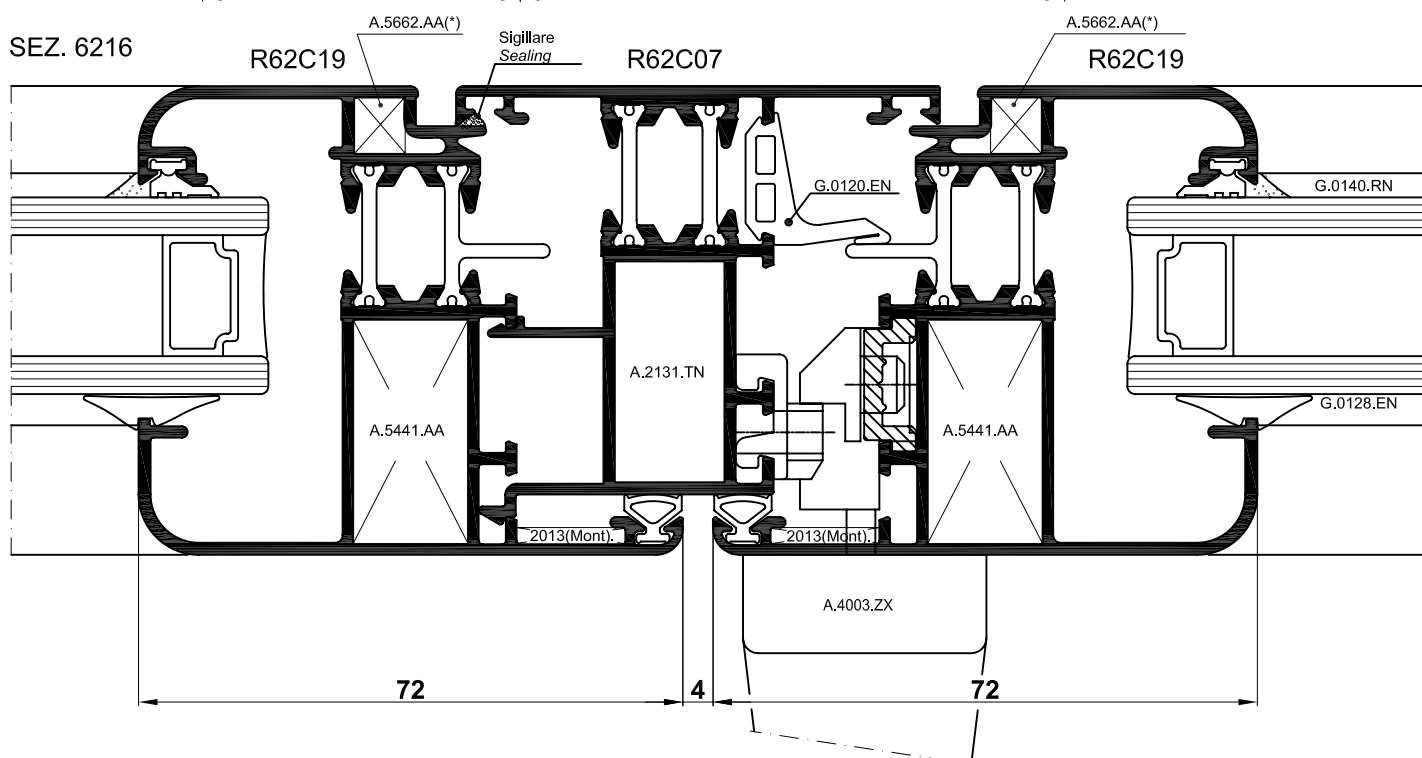 A.5662.AA(*)
A.5662.AA(*)
SEZ. 6216
Sigillare
Sealing
R62C19
R62C07
R62C19
G.0120.EN
G.0140.RN
A.2131.TN
G.0128.EN
A.5441.AA
A.5441.AA
2013(Mont).
2013(Mont).
A.4003.ZX
72
4
72